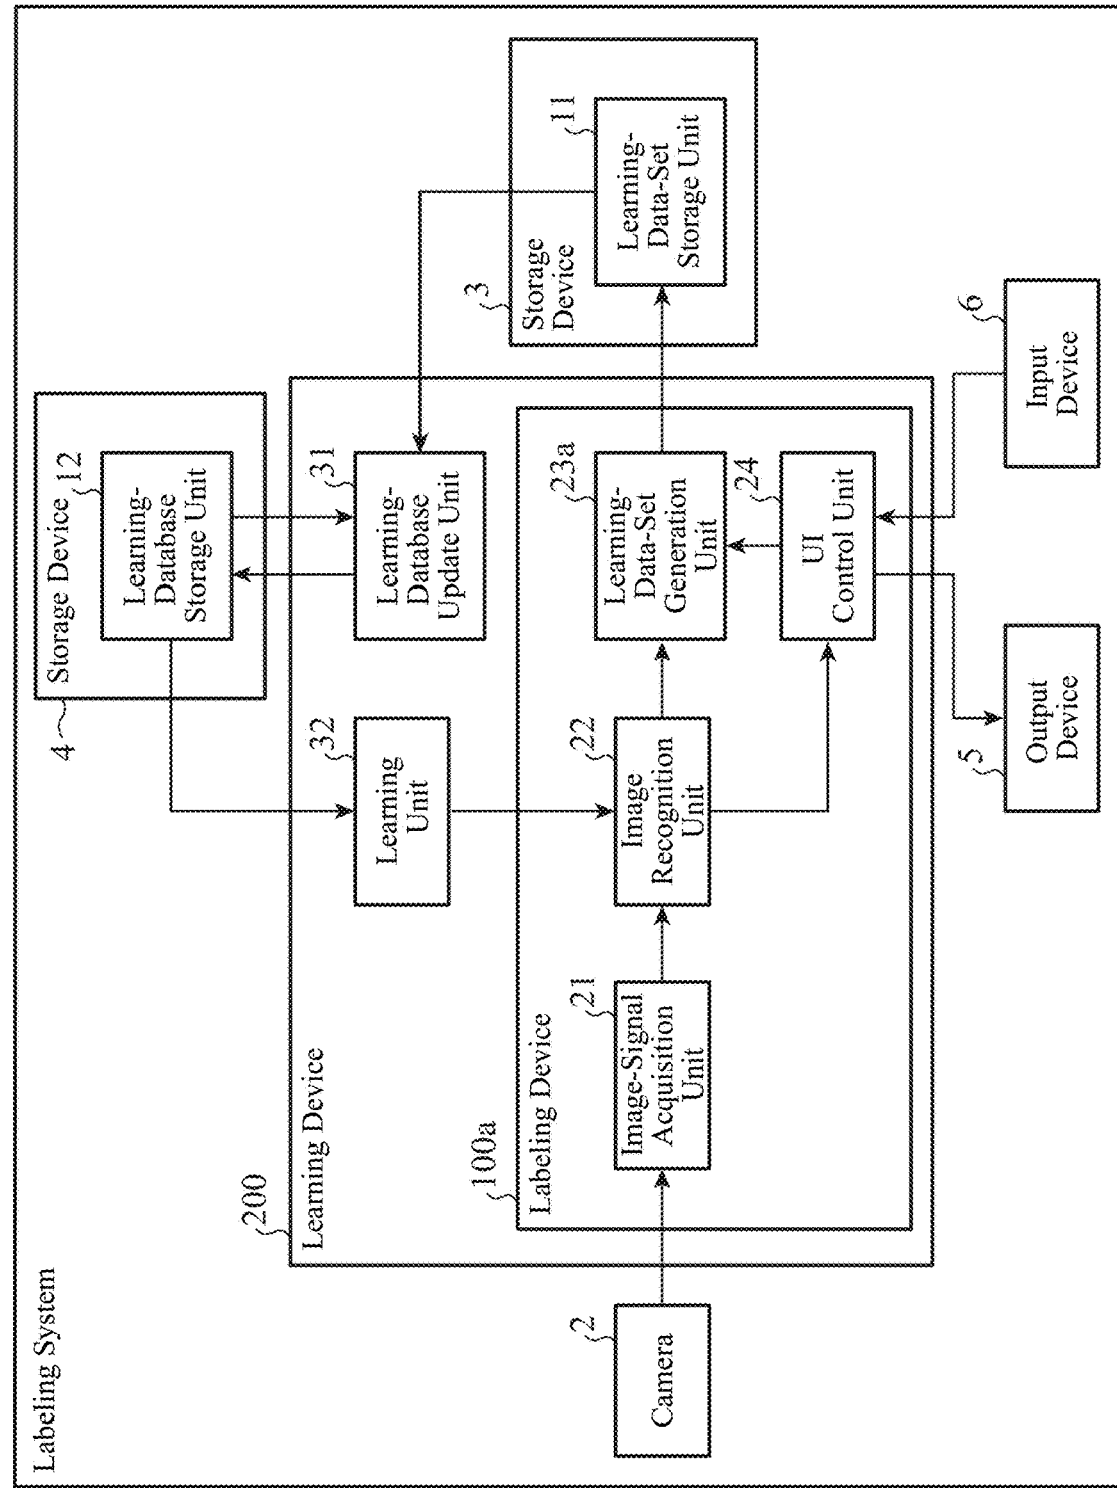 Labeling System
4
Storage Device
12
Learning-
Database
Storage Unit
200
Learning Device
32
Learning
Unit
31
Learning-
Database
Update Unit
3
Storage
Device
11
Learning-
Data-Set
Storage Unit
100a
Labeling Device
2
Camera
21
Image-Signal
Acquisition
Unit
22
Image
Recognition
Unit
23a
Learning-
Data-Set
Generation
Unit
24
UI
Control Unit
5
Output
Device
6
Input
Device